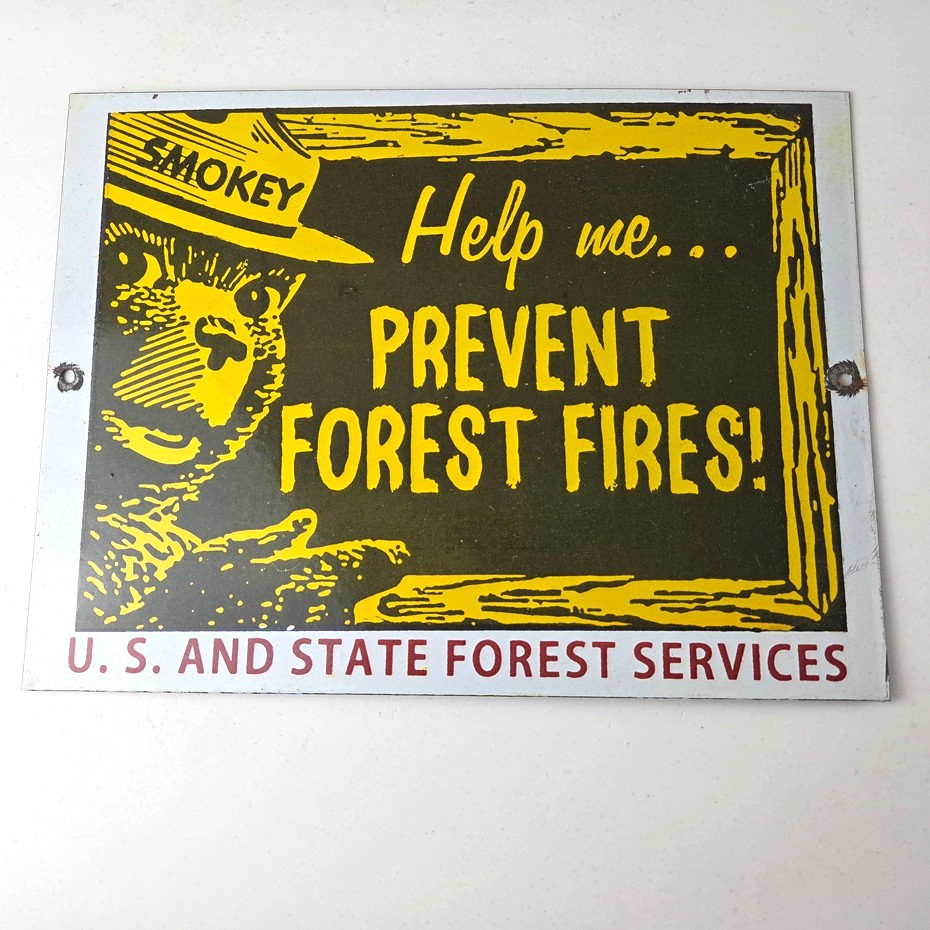 SMOKEY
Help me...
PREVENT
FOREST FIRES!
U. S. AND STATE FOREST SERVICES